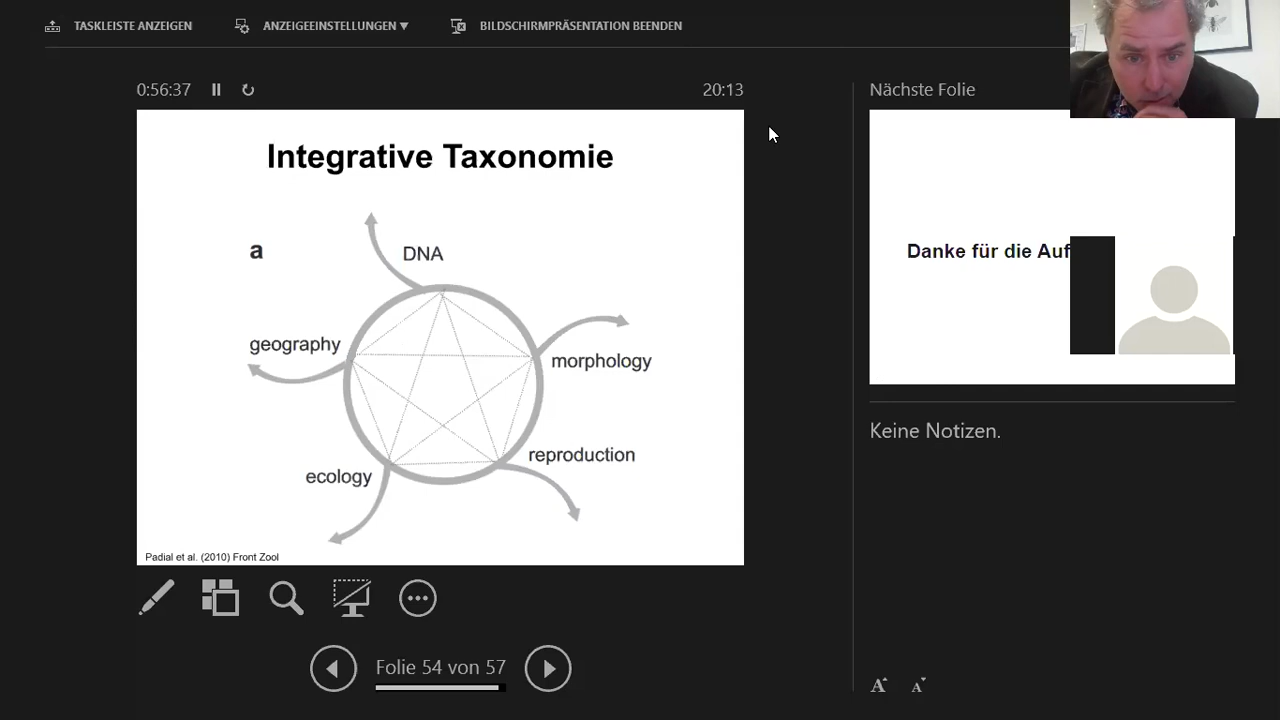 TASKLEISTE ANZEIGEN
ANZEIGEEINSTELLUNGEN
BILDSCHIRMPRÄSENTATION BEENDEN
0:56:37
20:13
Integrative Taxonomie
a
DNA
geography
morphology
reproduction
ecology
Padial et al. (2010) Front Zool
Folie 54 von 57
Nächste Folie
Danke für die Auf
Keine Notizen.
A
A